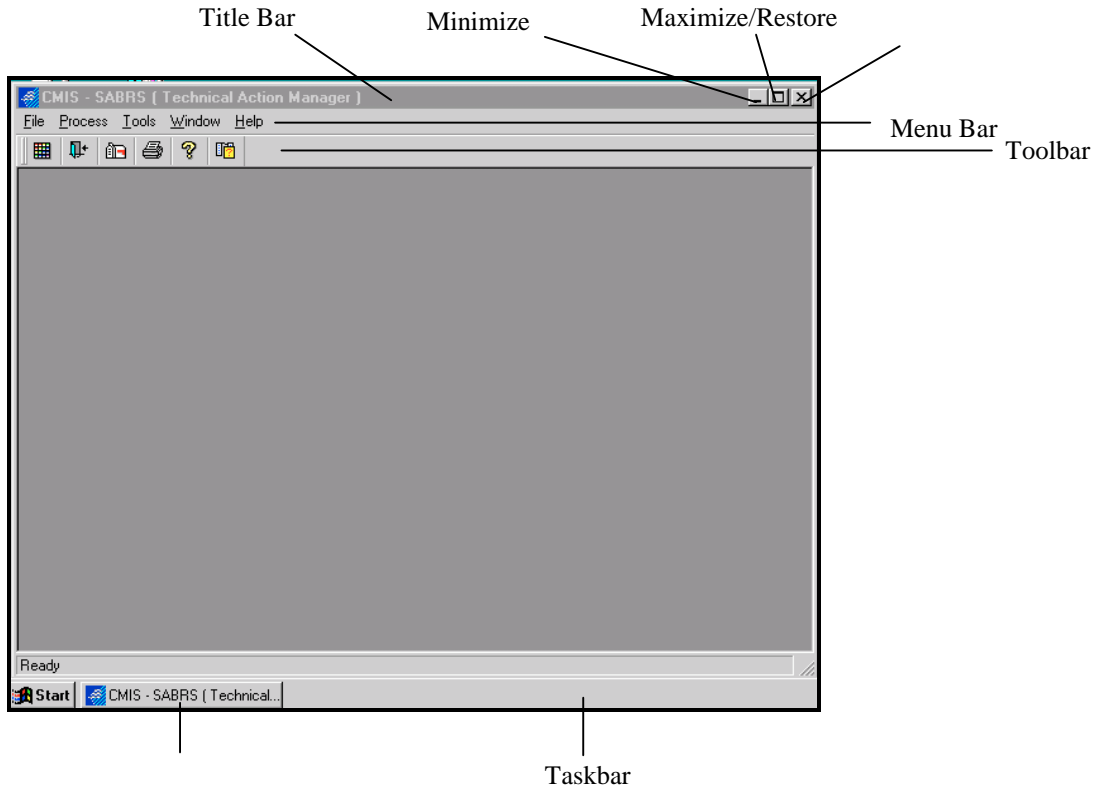 Title Bar
Minimize
Maximize/Restore
CMIS - SABRS ( Technical Action Manager )
File Process Tools Window Help
Menu Bar
Toolbar
Ready
Start
CMIS - SABRS ( Technical...
Taskbar